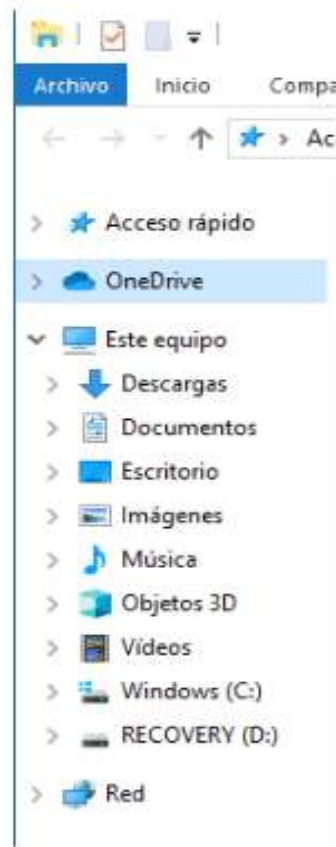 Archivo Inicio Compa
Ac
Acceso rápido
OneDrive
Este equipo
Descargas
Documentos
Escritorio
Imágenes
Música
Objetos 3D
Vídeos
Windows (C:)
RECOVERY (D:)
Red